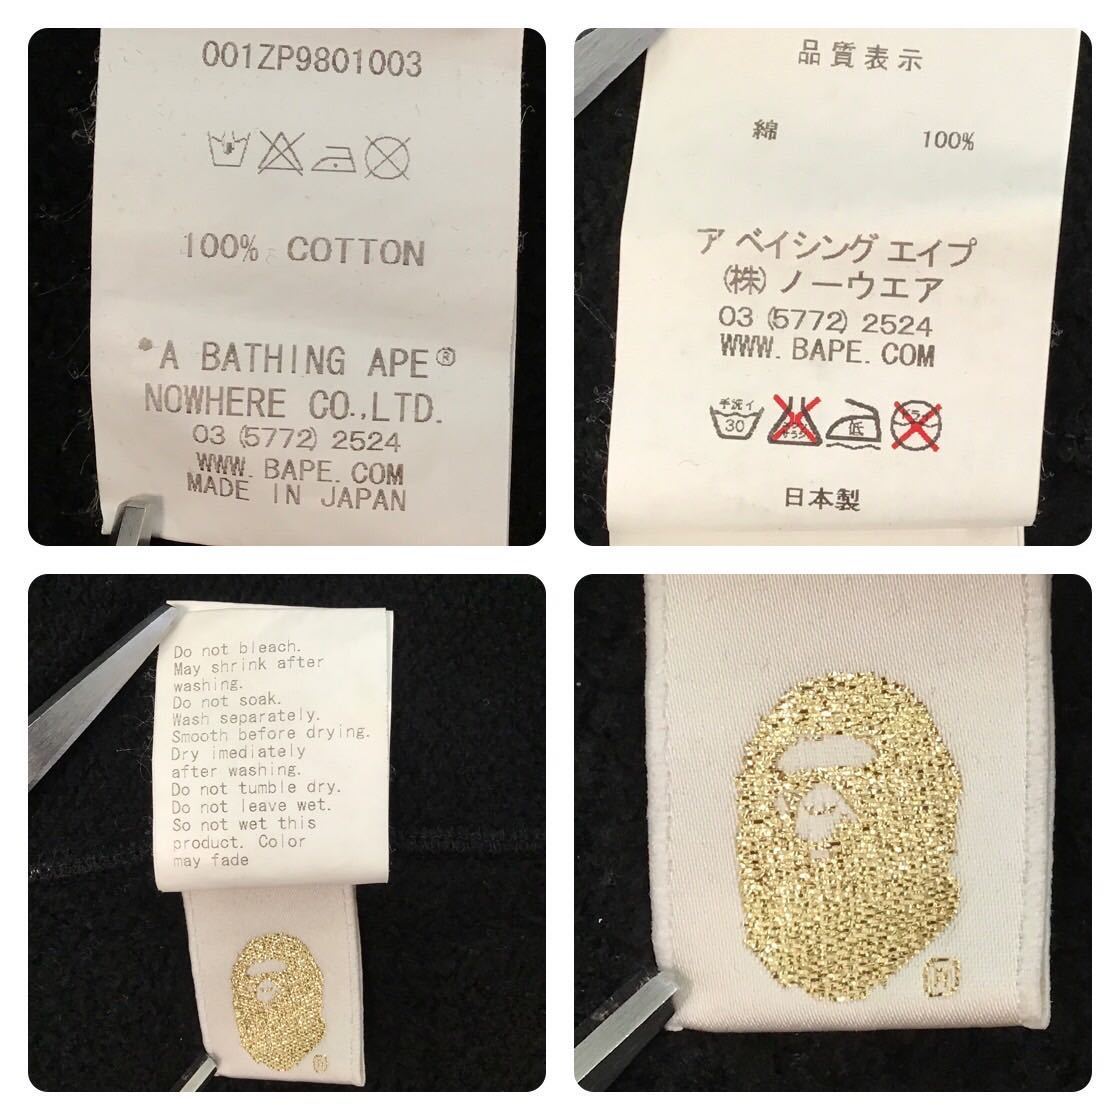 001ZP9801003
100% COTTON
*A BATHING APE®
NOWHERE CO.,LTD.
03 (5772) 2524
WWW. BAPE. COM
MADE IN JAPAN
品質表示
綿 100%
ア ベイシング エイプ
(株) ノーウエア
03 (5772) 2524
WWW. BAPE. COM
手洗イ
30
低
日本製
Do not bleach.
May shrink after
washing.
Do not soak.
Wash separately.
Smooth before drying.
Dry imediately
after washing.
Do not tumble dry.
Do not leave wet.
So not wet this
product. Color
may fade
®
®